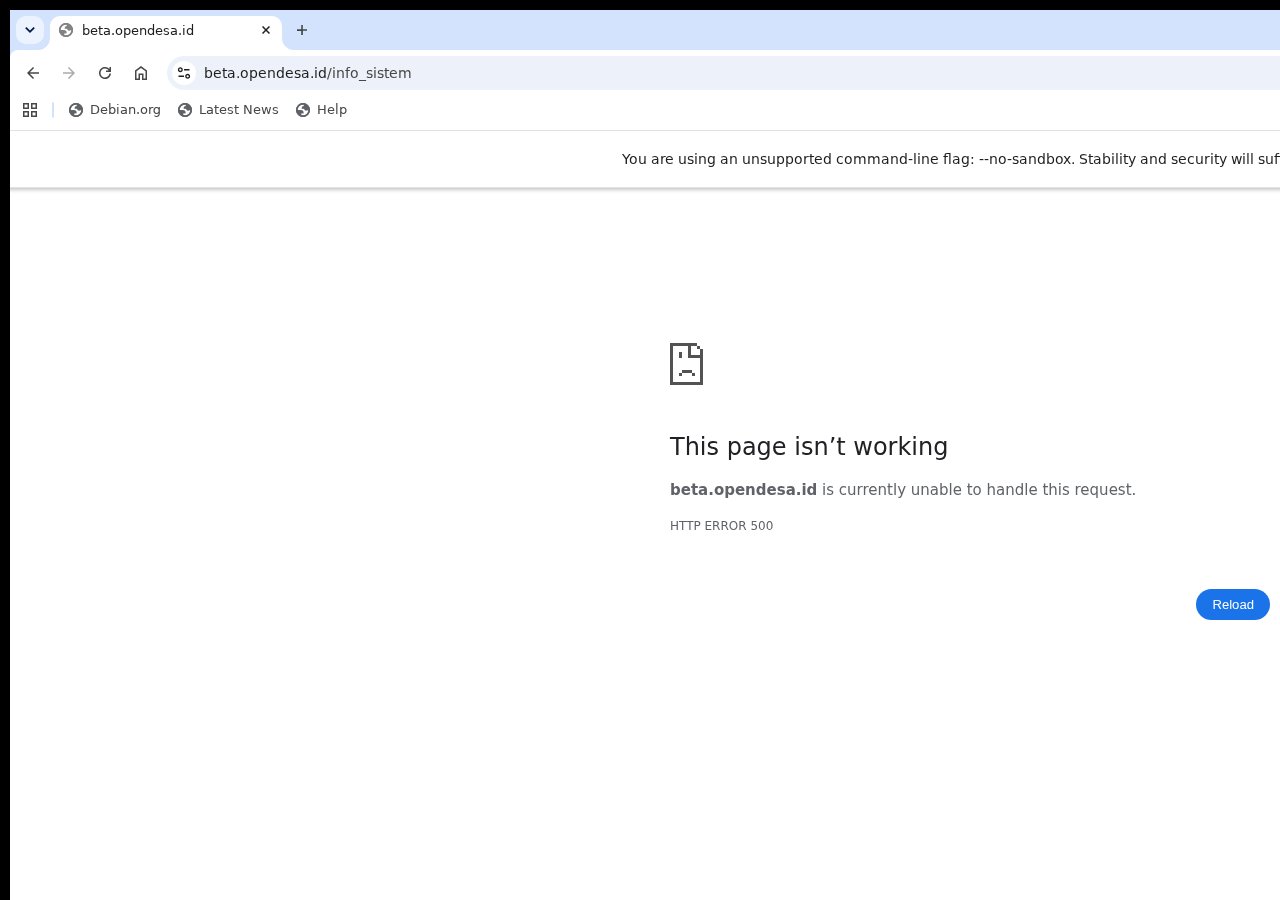 beta.opendesa.id
beta.opendesa.id/info_sistem
Debian.org Latest News Help
You are using an unsupported command-line flag: --no-sandbox. Stability and security will suf
This page isn’t working
beta.opendesa.id is currently unable to handle this request.
HTTP ERROR 500
Reload